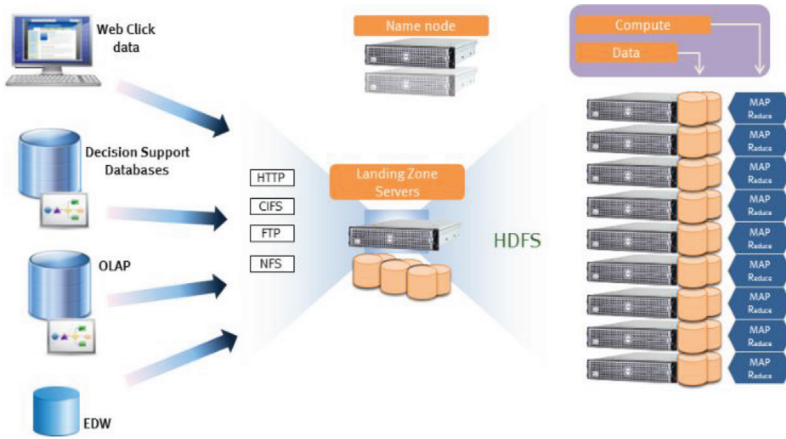 Web Click
data
Name node
Compute
Data
Decision Support
Databases
HTTP
CIFS
FTP
NFS
Landing Zone
Servers
HDFS
OLAP
EDW
MAP
Reduce
MAP
Reduce
MAP
Reduce
MAP
Reduce
MAP
Reduce
MAP
Reduce
MAP
Reduce
MAP
Reduce
MAP
Reduce